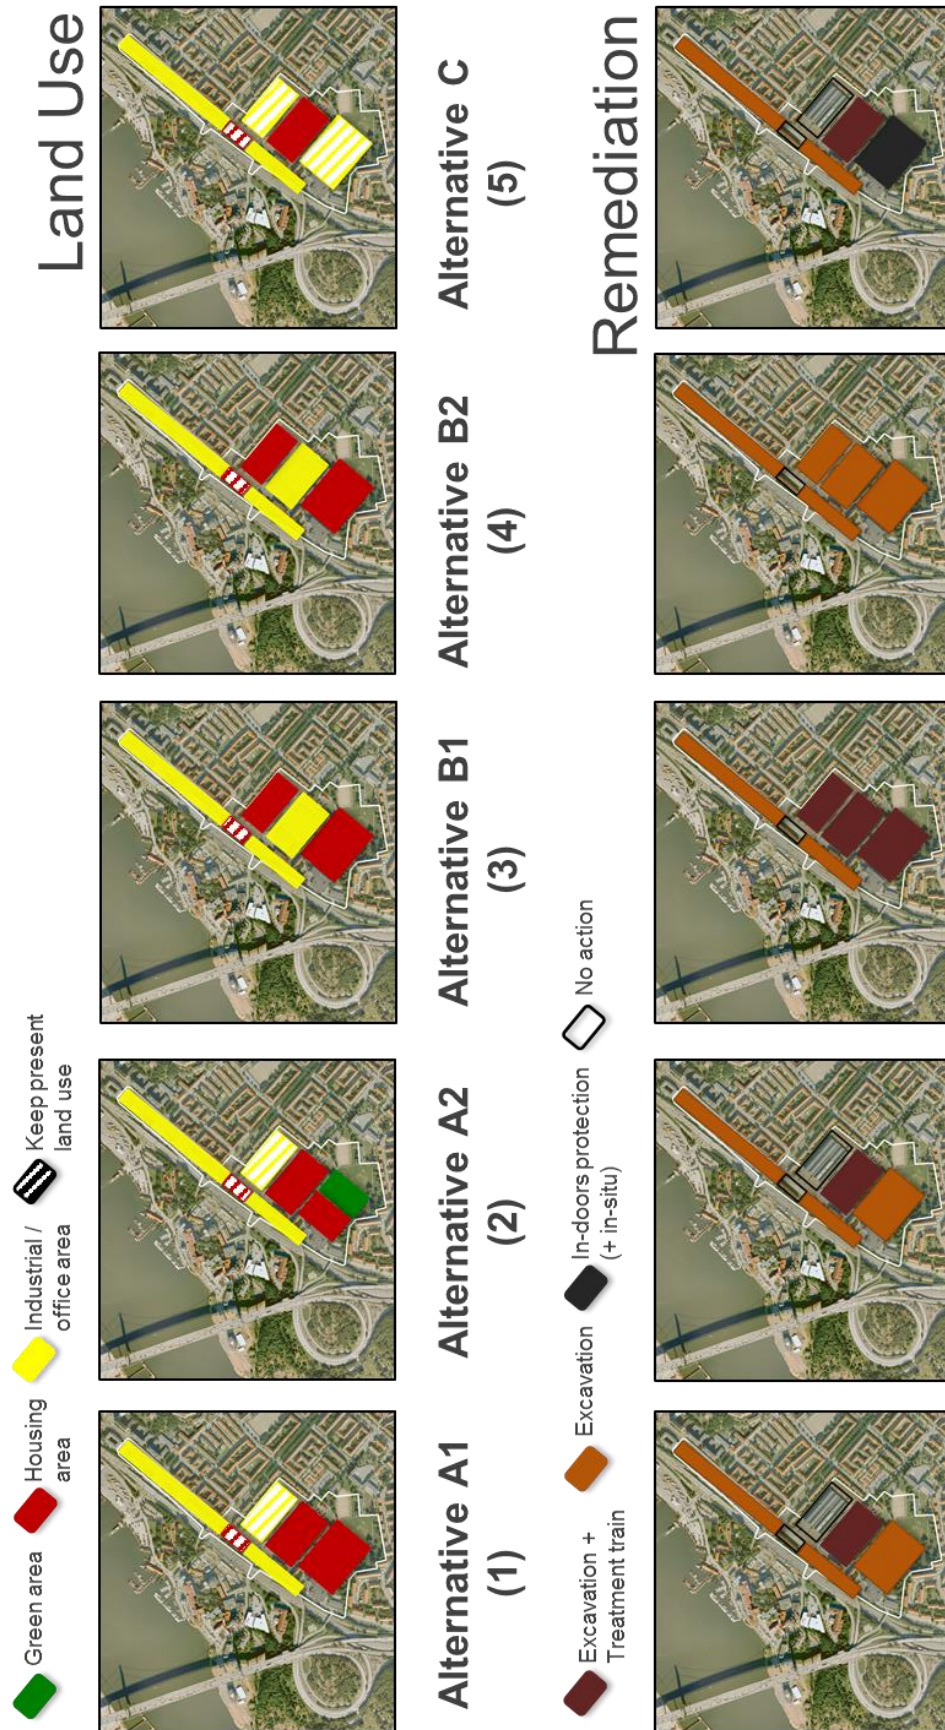 Land Use
Green area
Housing
area
Industrial /
office area
Keep present
land use
Alternative A1
(1)
Alternative A2
(2)
Alternative B1
(3)
Alternative B2
(4)
Alternative C
(5)
Remediation
Excavation +
Treatment train
Excavation
In-doors protection
(+ in-situ)
No action